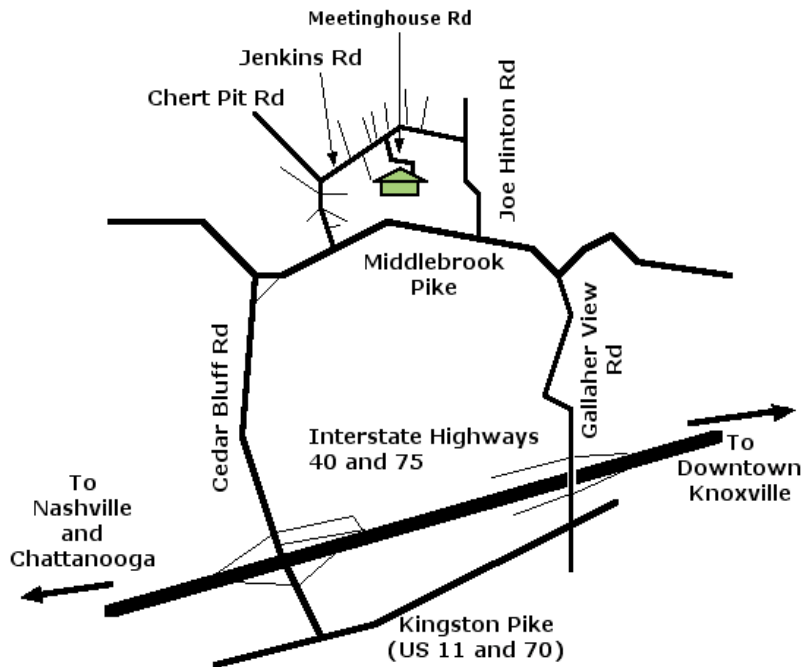 Meetinghouse Rd
Jenkins Rd
Chert Pit Rd
Joe Hinton Rd
Middlebrook
Pike
Cedar Bluff Rd
Gallaher View
Rd
Interstate Highways
40 and 75
To
Downtown
Knoxville
To
Nashville
and
Chattanooga
Kingston Pike
(US 11 and 70)